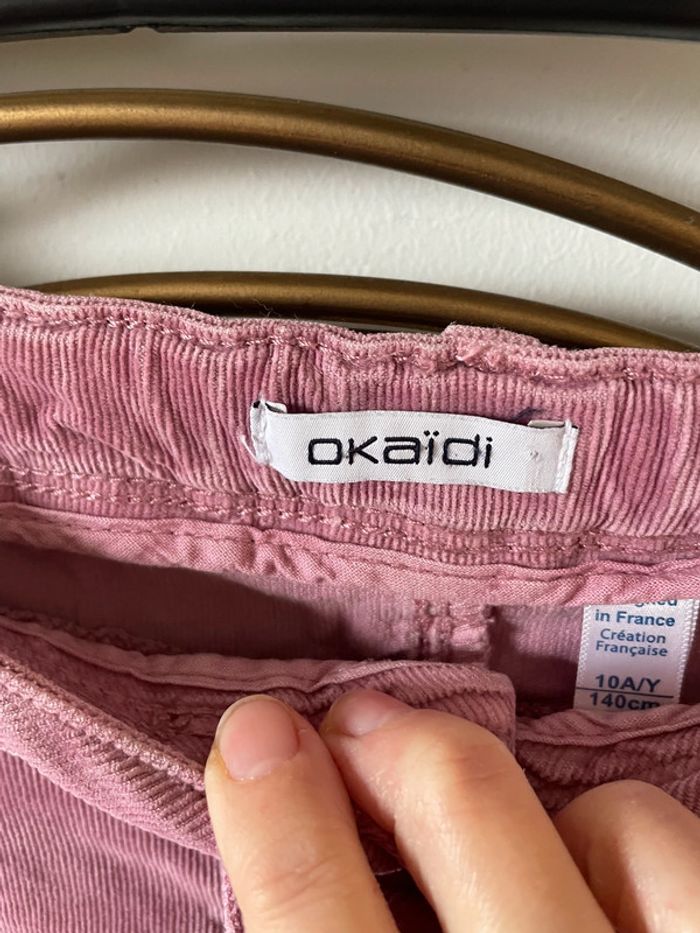 okaïdi
in France
Création
Française
10A/Y
140cm